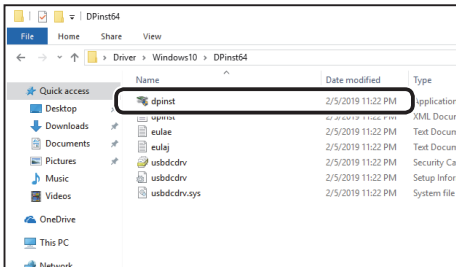 DPinst64
File Home Share View
Driver > Windows10 > DPinst64
Name Date modified Type
Quick access
Desktop
Downloads
Documents
Pictures
Music
Videos
OneDrive
This PC
Network
dpinst 2/5/2019 11:22 PM Application
dpinst 2/5/2019 11:22 PM XML Docum
eulae 2/5/2019 11:22 PM Text Docum
eulaj 2/5/2019 11:22 PM Text Docum
usbdcdrv 2/5/2019 11:22 PM Security Ca
usbdcdrv 2/5/2019 11:22 PM Setup Infor
usbdcdrv.sys 2/5/2019 11:22 PM System file